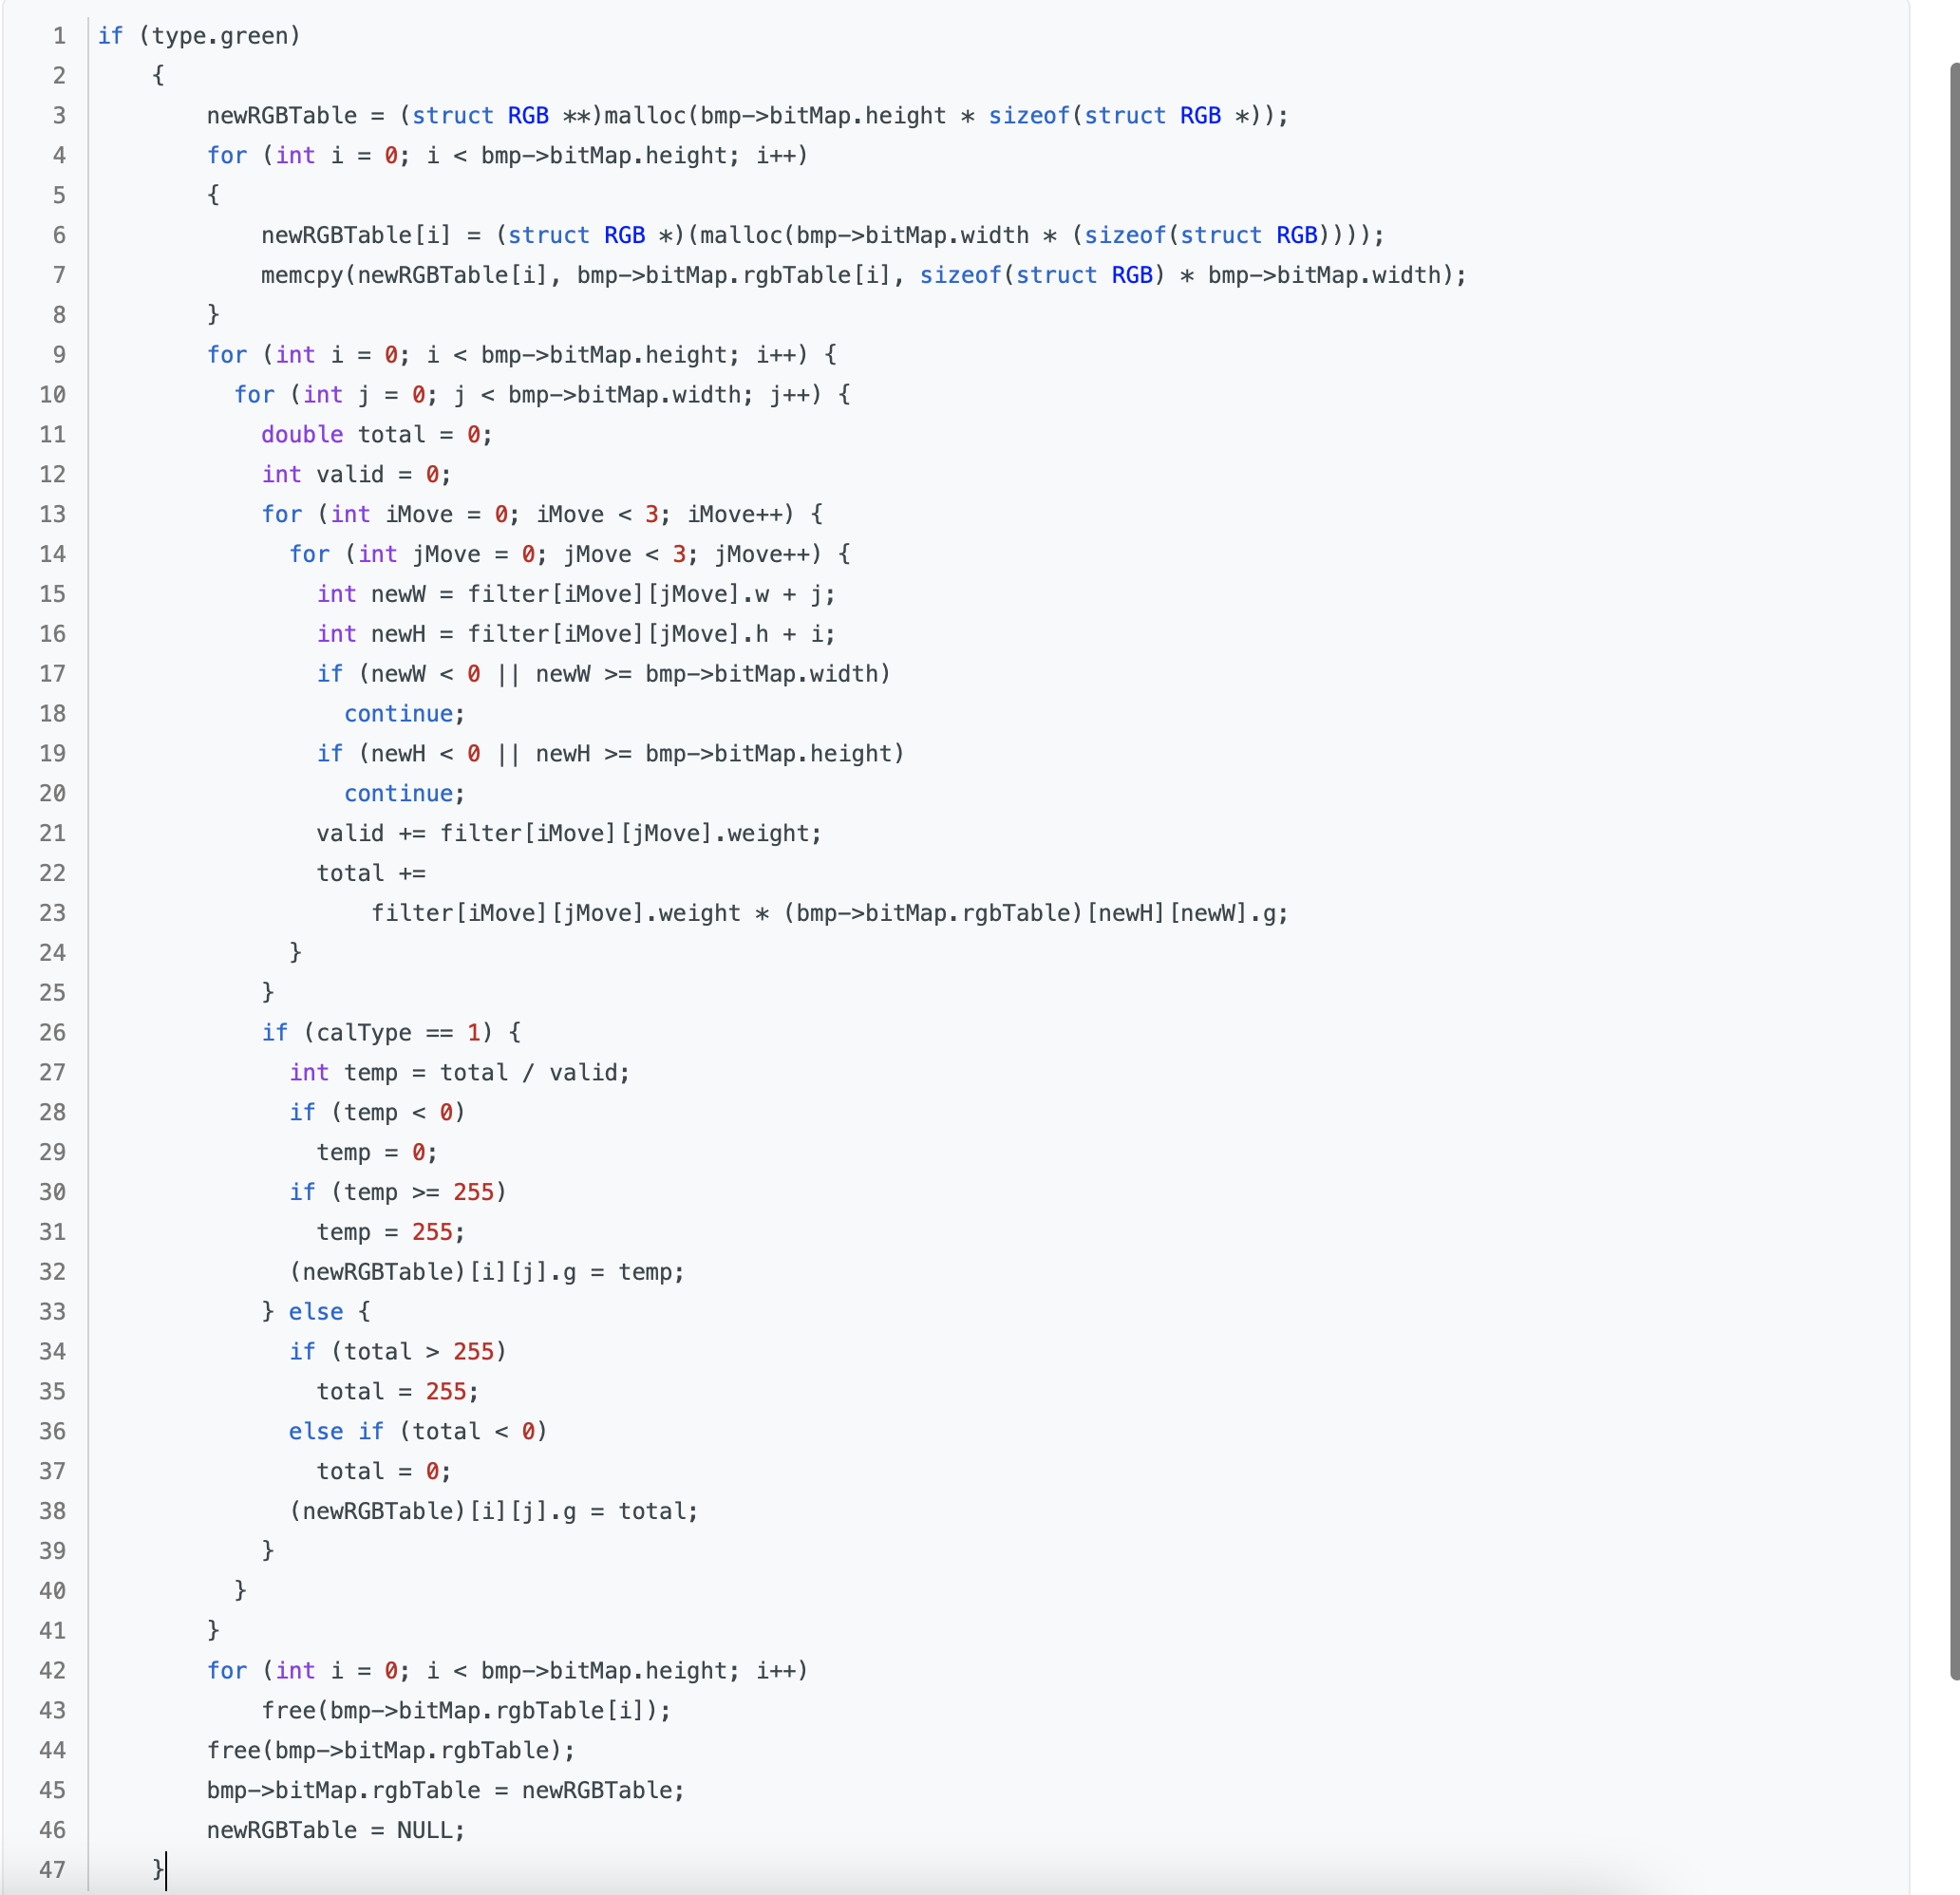 1 if (type.green)
2 {
3 newRGBTable = (struct RGB **)malloc(bmp->bitMap.height * sizeof(struct RGB *));
4 for (int i = 0; i < bmp->bitMap.height; i++)
5 {
6 newRGBTable[i] = (struct RGB *)(malloc(bmp->bitMap.width * (sizeof(struct RGB))));
7 memcpy(newRGBTable[i], bmp->bitMap.rgbTable[i], sizeof(struct RGB) * bmp->bitMap.width);
8 }
9 for (int i = 0; i < bmp->bitMap.height; i++) {
10 for (int j = 0; j < bmp->bitMap.width; j++) {
11 double total = 0;
12 int valid = 0;
13 for (int iMove = 0; iMove < 3; iMove++) {
14 for (int jMove = 0; jMove < 3; jMove++) {
15 int newW = filter[iMove][jMove].w + j;
16 int newH = filter[iMove][jMove].h + i;
17 if (newW < 0 || newW >= bmp->bitMap.width)
18 continue;
19 if (newH < 0 || newH >= bmp->bitMap.height)
20 continue;
21 valid += filter[iMove][jMove].weight;
22 total +=
23 filter[iMove][jMove].weight * (bmp->bitMap.rgbTable)[newH][newW].g;
24 }
25 }
26 if (calType == 1) {
27 int temp = total / valid;
28 if (temp < 0)
29 temp = 0;
30 if (temp >= 255)
31 temp = 255;
32 (newRGBTable)[i][j].g = temp;
33 } else {
34 if (total > 255)
35 total = 255;
36 else if (total < 0)
37 total = 0;
38 (newRGBTable)[i][j].g = total;
39 }
40 }
41 }
42 for (int i = 0; i < bmp->bitMap.height; i++)
43 free(bmp->bitMap.rgbTable[i]);
44 free(bmp->bitMap.rgbTable);
45 bmp->bitMap.rgbTable = newRGBTable;
46 newRGBTable = NULL;
47 }